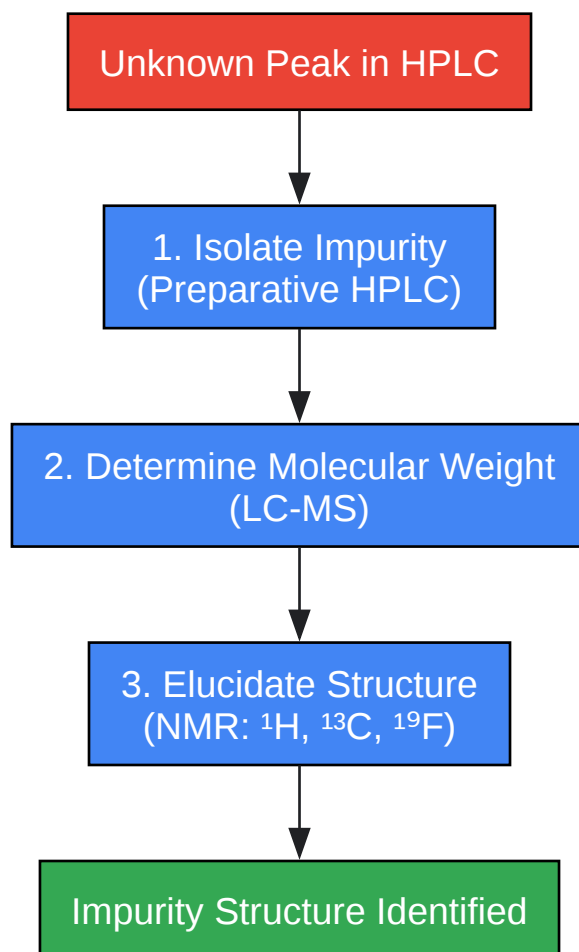 Unknown Peak in HPLC
1. Isolate Impurity
(Preparative HPLC)
2. Determine Molecular Weight
(LC-MS)
3. Elucidate Structure
(NMR: ¹H, ¹³C, ¹⁹F)
Impurity Structure Identified